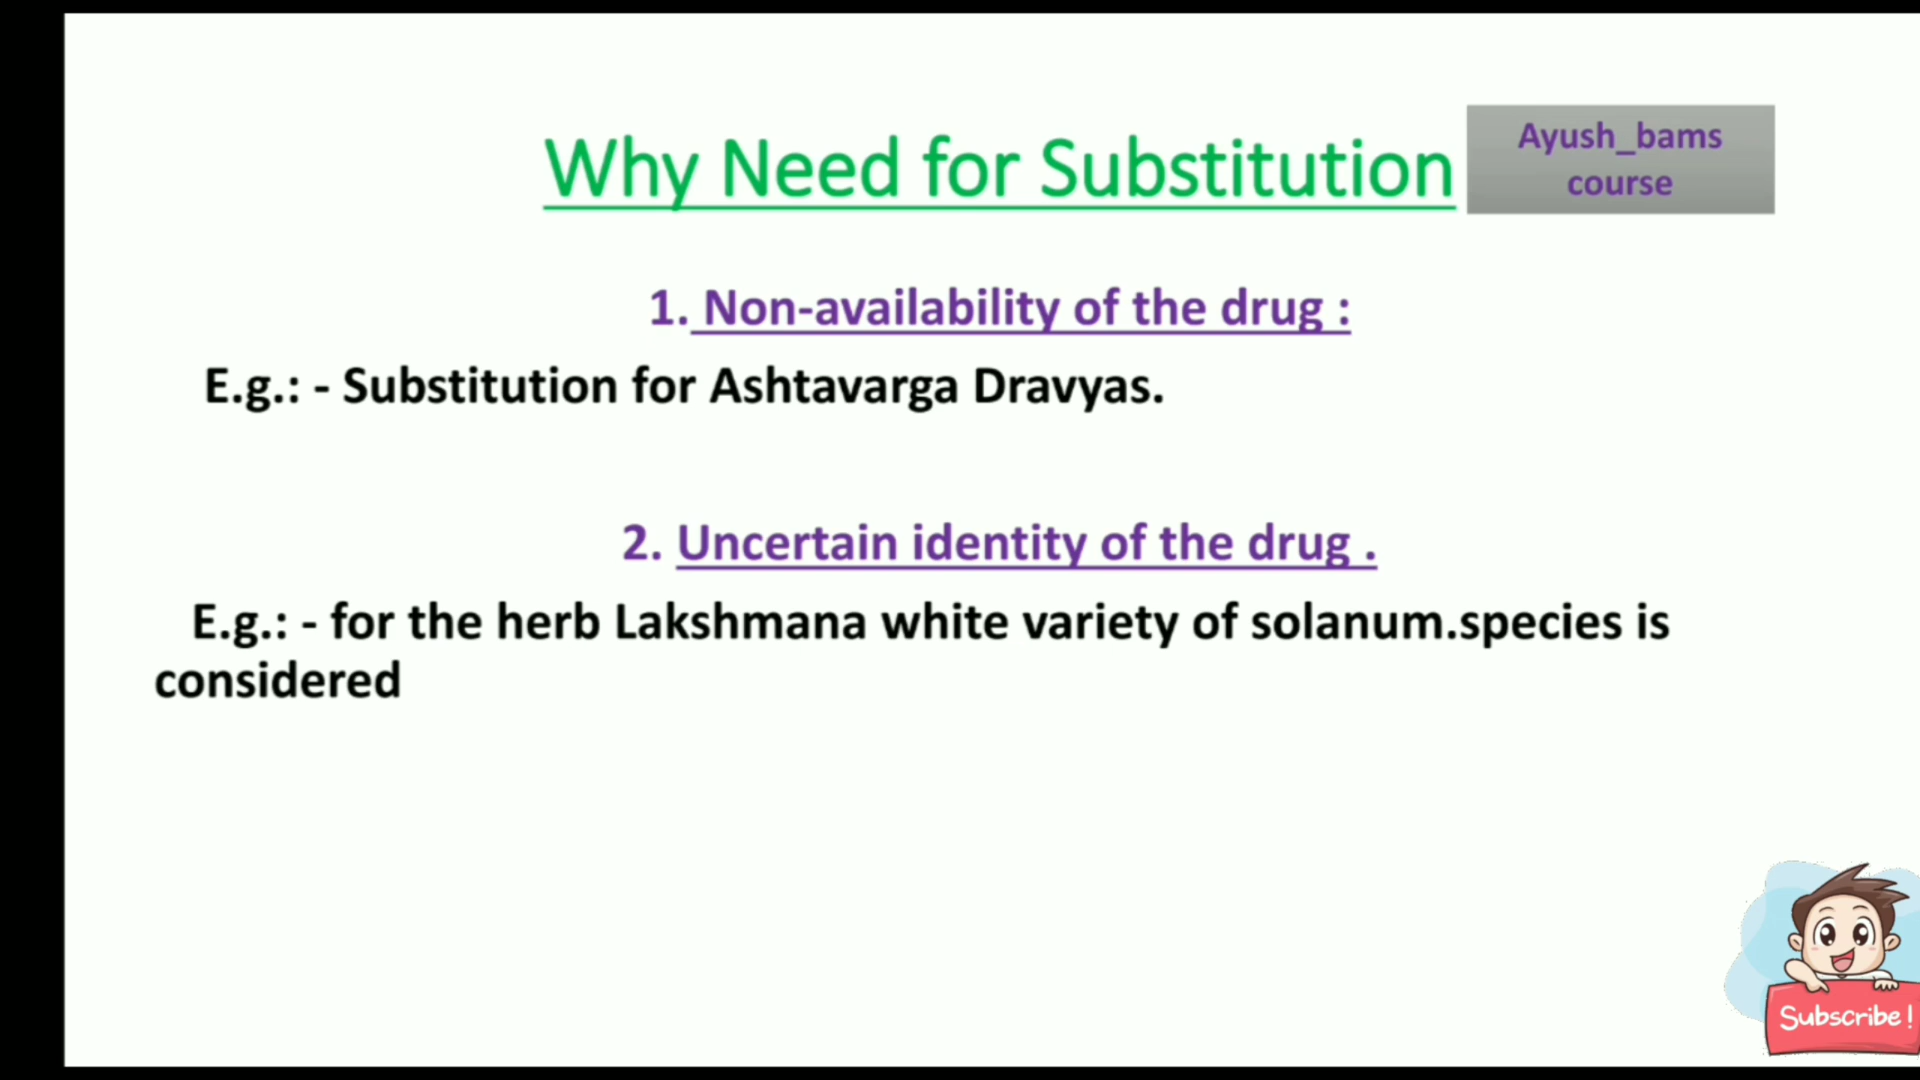 Why Need for Substitution
Ayush_bams
course
1. Non-availability of the drug :
E.g.: - Substitution for Ashtavarga Dravyas.
2. Uncertain identity of the drug .
E.g.: - for the herb Lakshmana white variety of solanum.species is
considered
Subscribe !